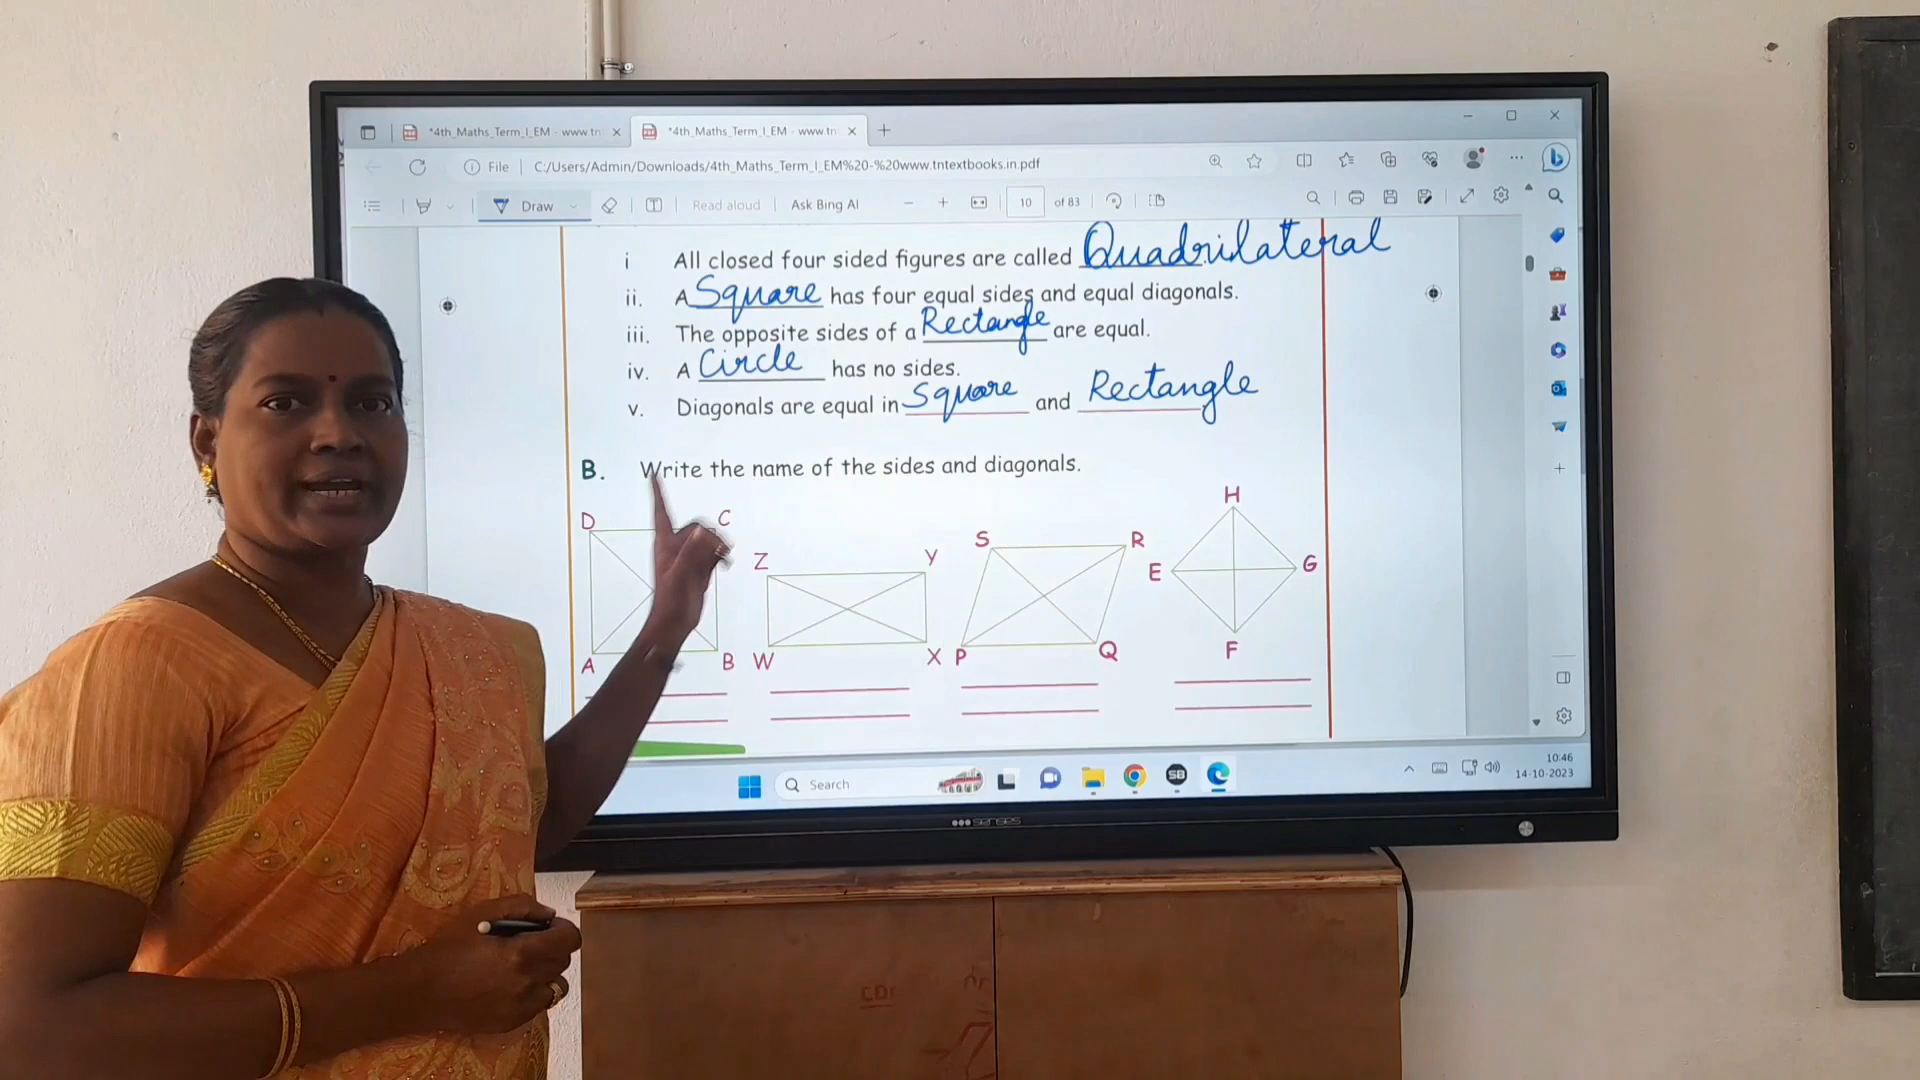 *4th_Maths_Term_I_EM - www.tn
*4th_Maths_Term_I_EM - www.tn
File
C:/Users/Admin/Downloads/4th_Maths_Term_I_EM%20-%20www.tntextbooks.in.pdf
Draw
Read aloud
Ask Bing AI
10
of 83
i All closed four sided figures are called Quadrilateral
ii. A Square has four equal sides and equal diagonals.
iii. The opposite sides of a Rectangle are equal.
iv. A Circle has no sides.
v. Diagonals are equal in Square and Rectangle
B. Write the name of the sides and diagonals.
D C
A B
Z Y
W X
S R
P Q
H
E G
F
Search
SB
10:46
14-10-2023
senses